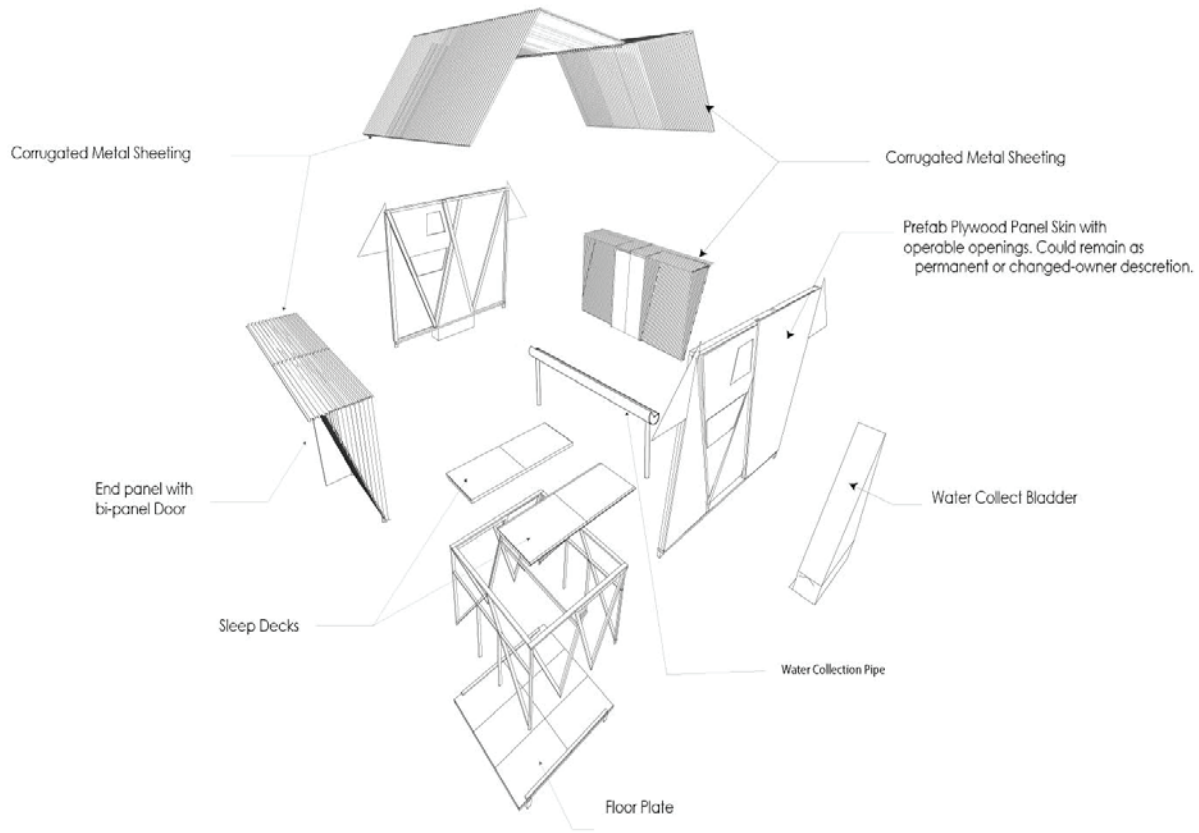 Corrugated Metal Sheeting
Corrugated Metal Sheeting
Prefab Plywood Panel Skin with
operable openings. Could remain as
permanent or changed-owner descretion.
End panel with
bi-panel Door
Water Collect Bladder
Sleep Decks
Water Collection Pipe
Floor Plate